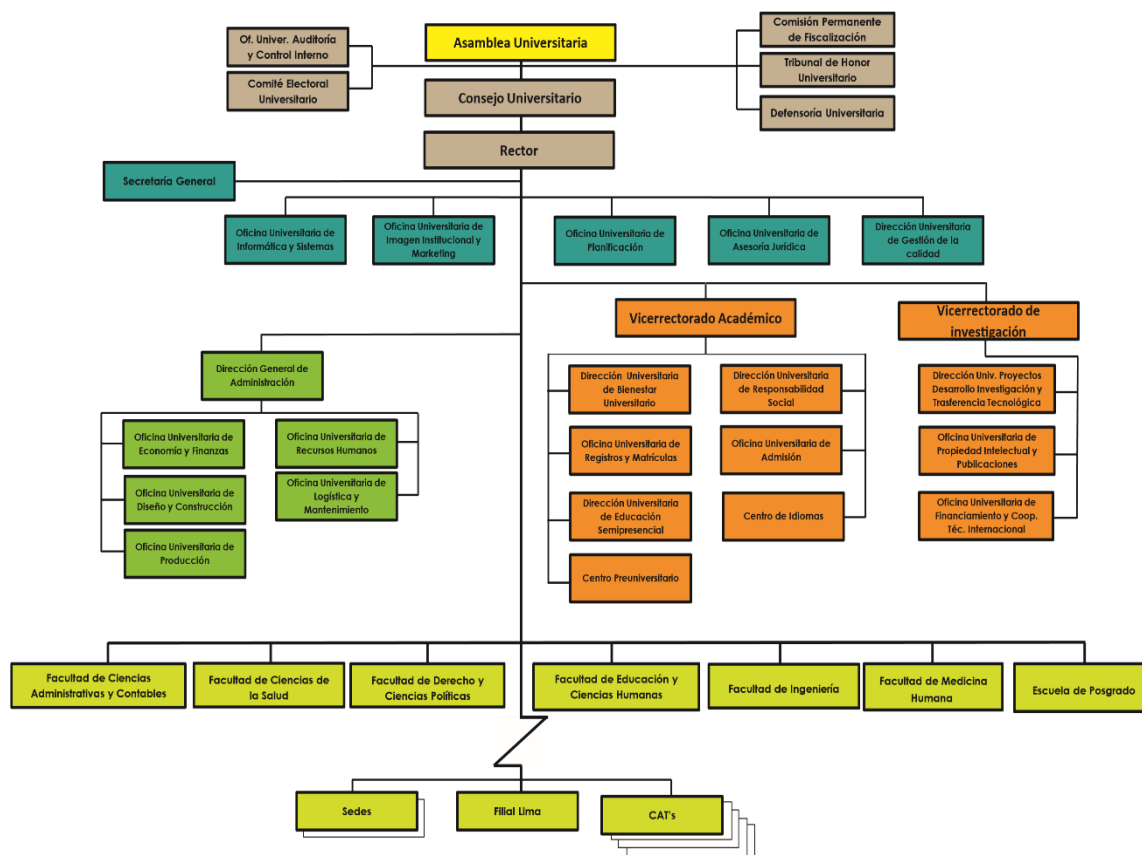 Of. Univer. Auditoría
y Control Interno
Comité Electoral
Universitario
Asamblea Universitaria
Consejo Universitario
Rector
Comisión Permanente
de Fiscalización
Tribunal de Honor
Universitario
Defensoría Universitaria
Secretaría General
Oficina Universitaria de
Informática y Sistemas
Oficina Universitaria de
Imagen Institucional y
Marketing
Oficina Universitaria de
Planificación
Oficina Universitaria de
Asesoría Jurídica
Dirección Universitaria
de Gestión de la
calidad
Vicerrectorado Académico
Vicerrectorado de
investigación
Dirección General de
Administración
Oficina Universitaria de
Economía y Finanzas
Oficina Universitaria de
Recursos Humanos
Oficina Universitaria de
Diseño y Construcción
Oficina Universitaria de
Logística y
Mantenimiento
Oficina Universitaria de
Producción
Dirección Universitaria
de Bienestar
Universitario
Dirección Universitaria
de Responsabilidad
Social
Oficina Universitaria de
Registros y Matrículas
Oficina Universitaria de
Admisión
Dirección Universitaria
de Educación
Semipresencial
Centro de Idiomas
Centro Preuniversitario
Dirección Univ. Proyectos
Desarrollo Investigación y
Trasferencia Tecnológica
Oficina Universitaria de
Propiedad Intelectual y
Publicaciones
Oficina Universitaria de
Financiamiento y Coop.
Téc. Internacional
Facultad de Ciencias
Administrativas y Contables
Facultad de Ciencias de
la Salud
Facultad de Derecho y
Ciencias Políticas
Facultad de Educación y
Ciencias Humanas
Facultad de Ingeniería
Facultad de Medicina
Humana
Escuela de Posgrado
Sedes
Filial Lima
CAT's